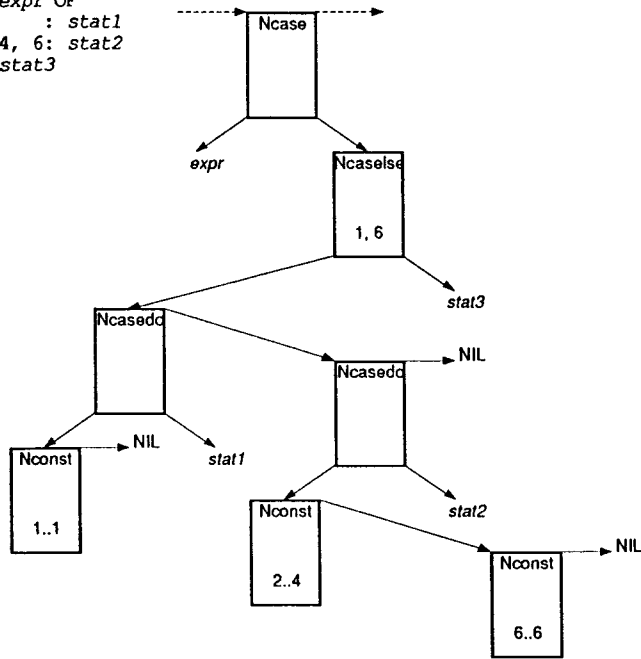 expr OF
: stat1
4, 6: stat2
stat3
Ncase
expr
Ncaselse
1, 6
stat3
Ncasedo
NIL
Ncasedo
NIL
stat1
Nconst
1..1
stat2
Nconst
2..4
NIL
Nconst
6..6